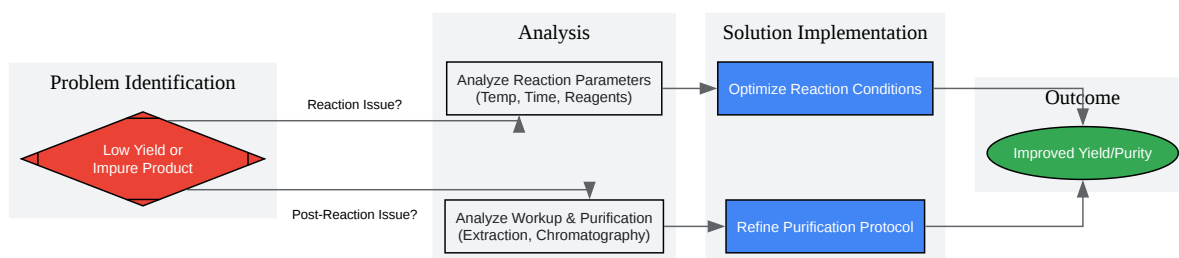 Problem Identification
Low Yield or
Impure Product
Reaction Issue?
Post-Reaction Issue?
Analysis
Analyze Reaction Parameters
(Temp, Time, Reagents)
Analyze Workup & Purification
(Extraction, Chromatography)
Solution Implementation
Optimize Reaction Conditions
Refine Purification Protocol
Outcome
Improved Yield/Purity